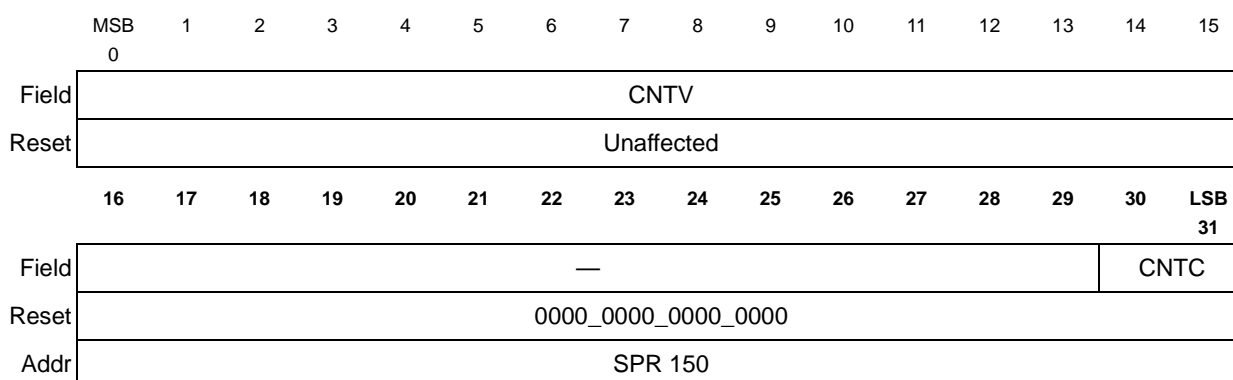 MSB 1 2 3 4 5 6 7 8 9 10 11 12 13 14 15
0
Field CNTV
Reset Unaffected
16 17 18 19 20 21 22 23 24 25 26 27 28 29 30 LSB
31
Field — CNTC
Reset 0000_0000_0000_0000
Addr SPR 150